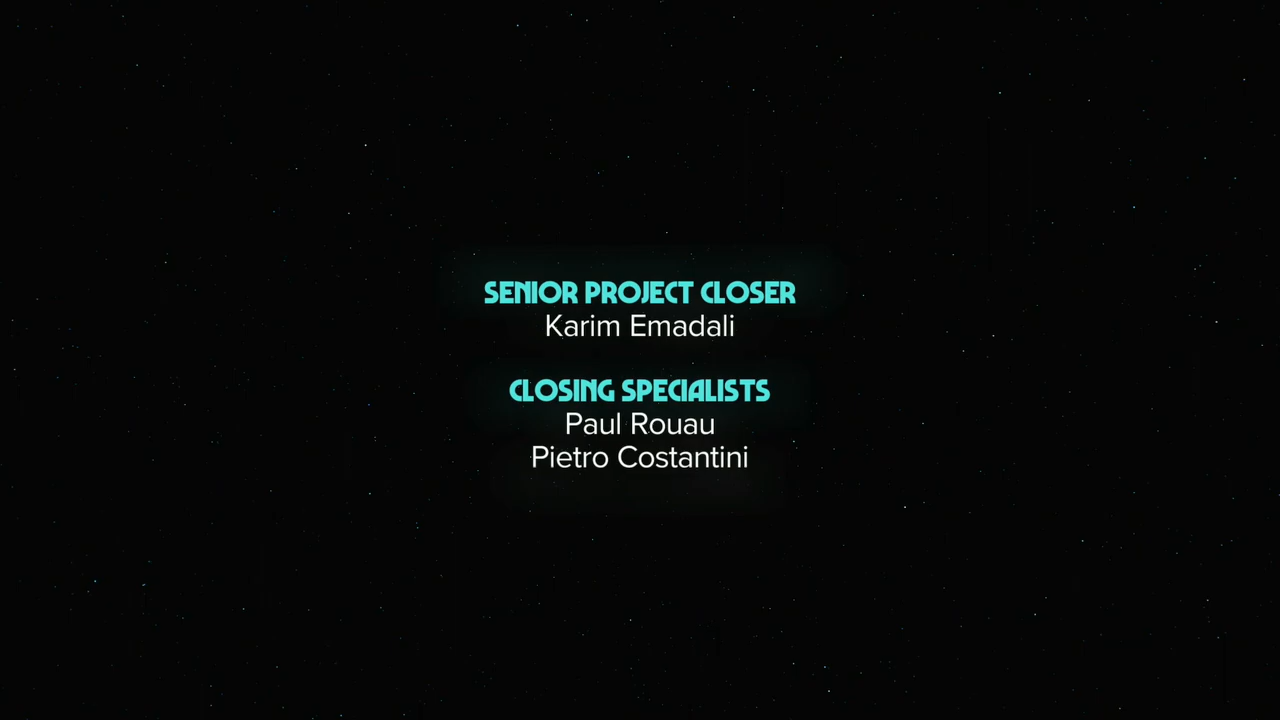 SENIOR PROJECT CLOSER
Karim Emadali
CLOSING SPECIALISTS
Paul Rouau
Pietro Costantini